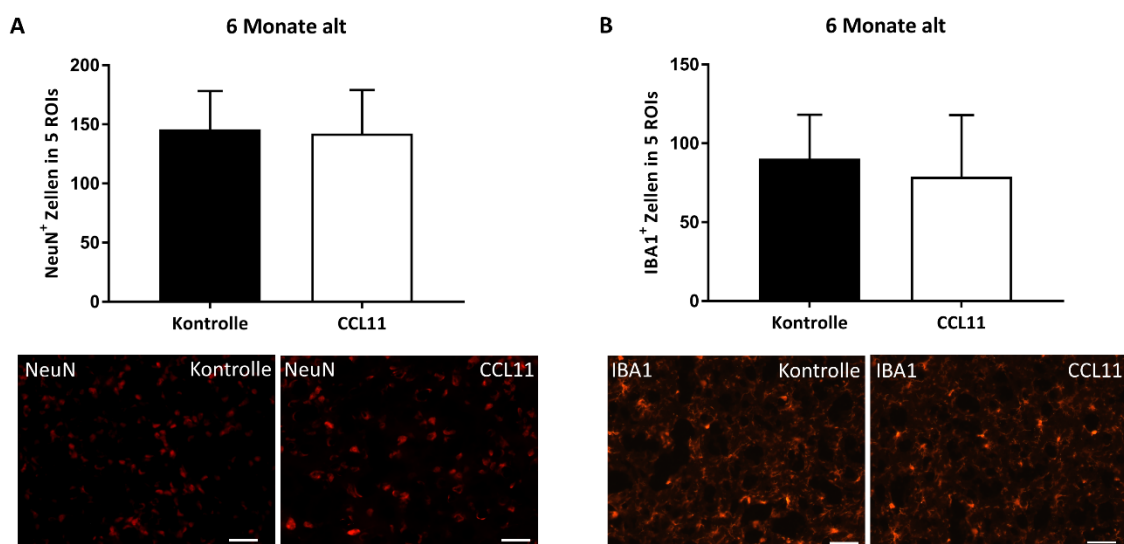 A
6 Monate alt
NeuN+ Zellen in 5 ROIs
200
150
100
50
0
Kontrolle
CCL11
NeuN
Kontrolle
NeuN
CCL11
B
6 Monate alt
IBA1+ Zellen in 5 ROIs
150
100
50
0
Kontrolle
CCL11
IBA1
Kontrolle
IBA1
CCL11